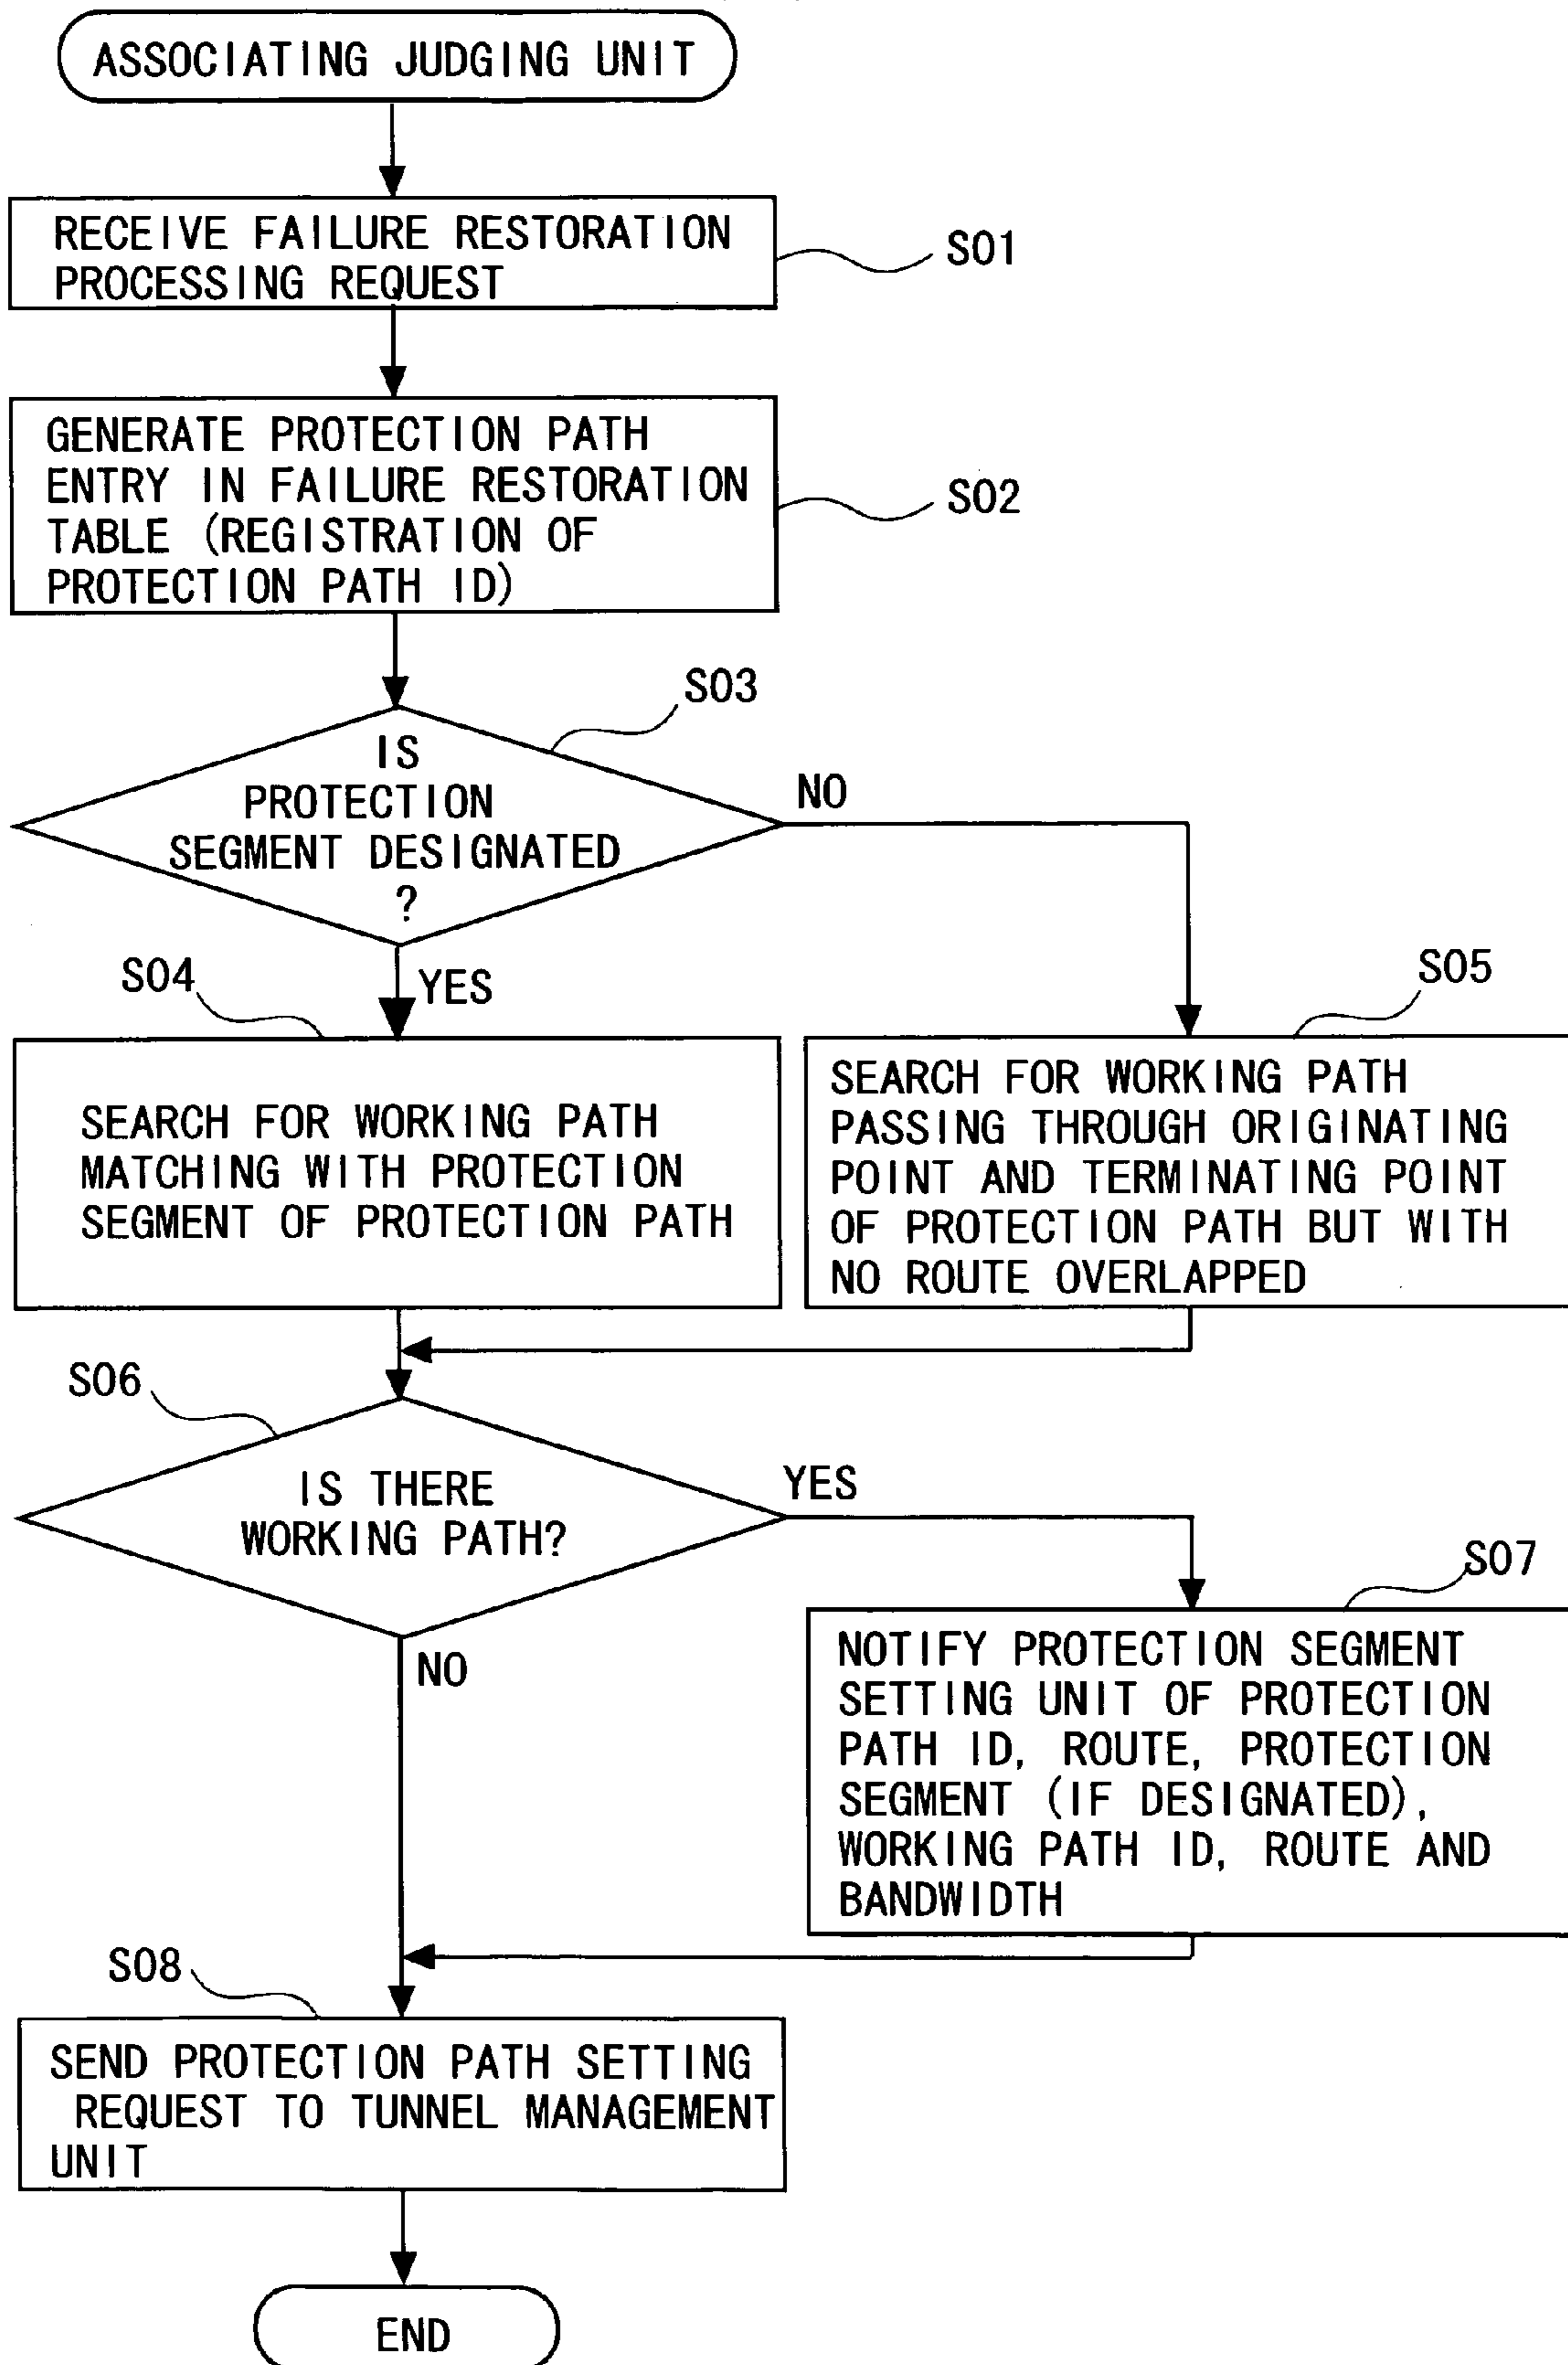 ASSOCIATING JUDGING UNIT
RECEIVE FAILURE RESTORATION
PROCESSING REQUEST
S01
GENERATE PROTECTION PATH
ENTRY IN FAILURE RESTORATION
TABLE (REGISTRATION OF
PROTECTION PATH ID)
S02
S03
IS
PROTECTION
SEGMENT DESIGNATED
?
NO
YES
S04
SEARCH FOR WORKING PATH
MATCHING WITH PROTECTION
SEGMENT OF PROTECTION PATH
S05
SEARCH FOR WORKING PATH
PASSING THROUGH ORIGINATING
POINT AND TERMINATING POINT
OF PROTECTION PATH BUT WITH
NO ROUTE OVERLAPPED
S06
IS THERE
WORKING PATH?
YES
NO
S07
NOTIFY PROTECTION SEGMENT
SETTING UNIT OF PROTECTION
PATH ID, ROUTE, PROTECTION
SEGMENT (IF DESIGNATED),
WORKING PATH ID, ROUTE AND
BANDWIDTH
S08
SEND PROTECTION PATH SETTING
REQUEST TO TUNNEL MANAGEMENT
UNIT
END